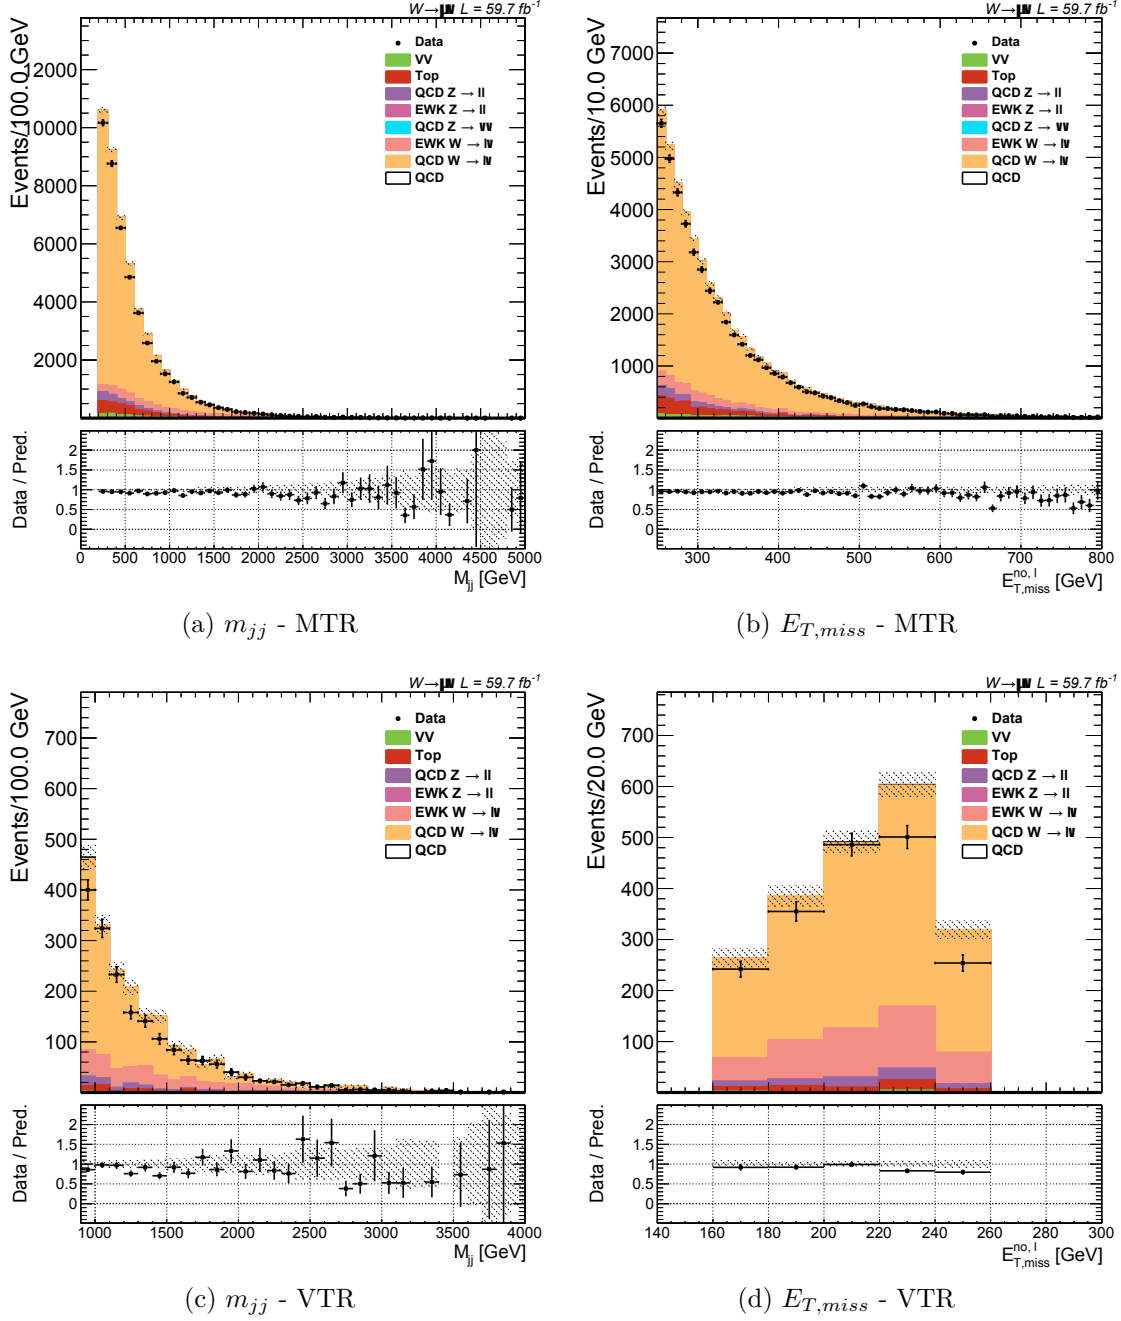 W→μν L = 59.7 fb-1
Events/100.0 GeV
12000
10000
8000
6000
4000
2000
Data
VV
Top
QCD Z → ll
EWK Z → ll
QCD Z → νν
EWK W → lν
QCD W → lν
QCD
Data / Pred.
2
1.5
1
0.5
0
0 500 1000 1500 2000 2500 3000 3500 4000 4500 5000
Mjj [GeV]
(a) mjj - MTR
W→μν L = 59.7 fb-1
Events/10.0 GeV
7000
6000
5000
4000
3000
2000
1000
Data
VV
Top
QCD Z → ll
EWK Z → ll
QCD Z → νν
EWK W → lν
QCD W → lν
QCD
Data / Pred.
2
1.5
1
0.5
0
300 400 500 600 700 800
E no, l T,miss [GeV]
(b) ET,miss - MTR
W→μν L = 59.7 fb-1
Events/100.0 GeV
700
600
500
400
300
200
100
Data
VV
Top
QCD Z → ll
EWK Z → ll
EWK W → lν
QCD W → lν
QCD
Data / Pred.
2
1.5
1
0.5
0
1000 1500 2000 2500 3000 3500 4000
Mjj [GeV]
(c) mjj - VTR
W→μν L = 59.7 fb-1
Events/20.0 GeV
700
600
500
400
300
200
100
Data
VV
Top
QCD Z → ll
EWK Z → ll
EWK W → lν
QCD W → lν
QCD
Data / Pred.
2
1.5
1
0.5
0
140 160 180 200 220 240 260 280 300
E no, l T,miss [GeV]
(d) ET,miss - VTR